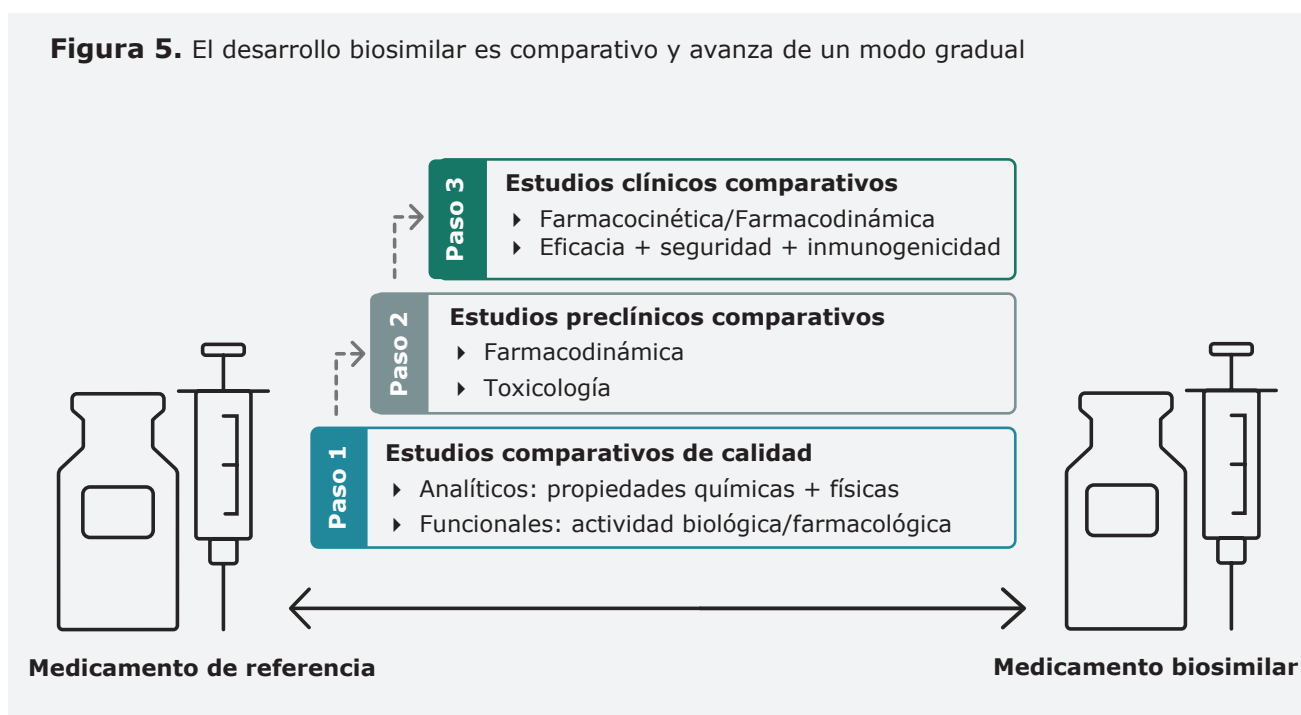 Figura 5. El desarrollo biosimilar es comparativo y avanza de un modo gradual
Paso 3
Estudios clínicos comparativos
Farmacocinética/Farmacodinámica
Eficacia + seguridad + inmunogenicidad
Paso 2
Estudios preclínicos comparativos
Farmacodinámica
Toxicología
Paso 1
Estudios comparativos de calidad
Analíticos: propiedades químicas + físicas
Funcionales: actividad biológica/farmacológica
Medicamento de referencia
Medicamento biosimilar